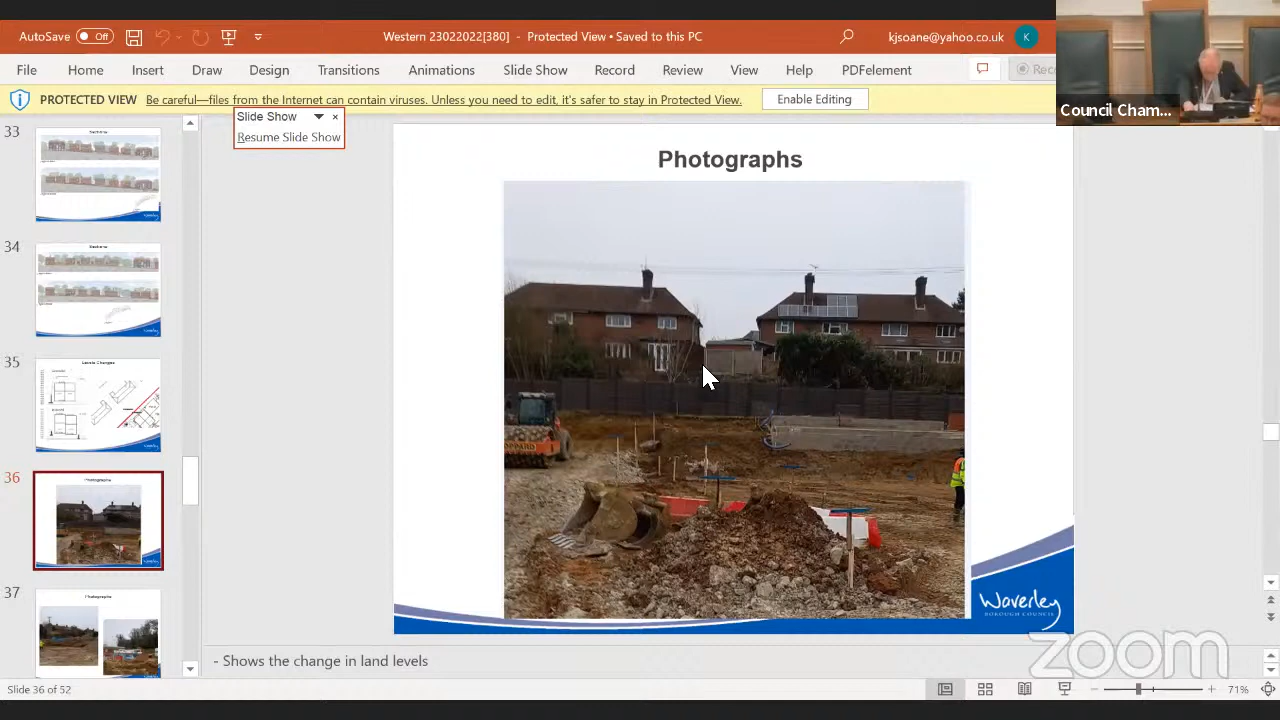 AutoSave Off
Western 23022022[380] - Protected View • Saved to this PC
kjsoane@yahoo.co.uk K
File Home Insert Draw Design Transitions Animations Slide Show Record Review View Help PDFelement
PROTECTED VIEW Be careful—files from the Internet can contain viruses. Unless you need to edit, it's safer to stay in Protected View. Enable Editing
Council Cham...
Slide Show
Resume Slide Show
33
34
35
Levels Changes
36
Photographs
37
Photographs
Photographs
Waverley
BOROUGH COUNCIL
- Shows the change in land levels
zoom
Slide 36 of 52
71%